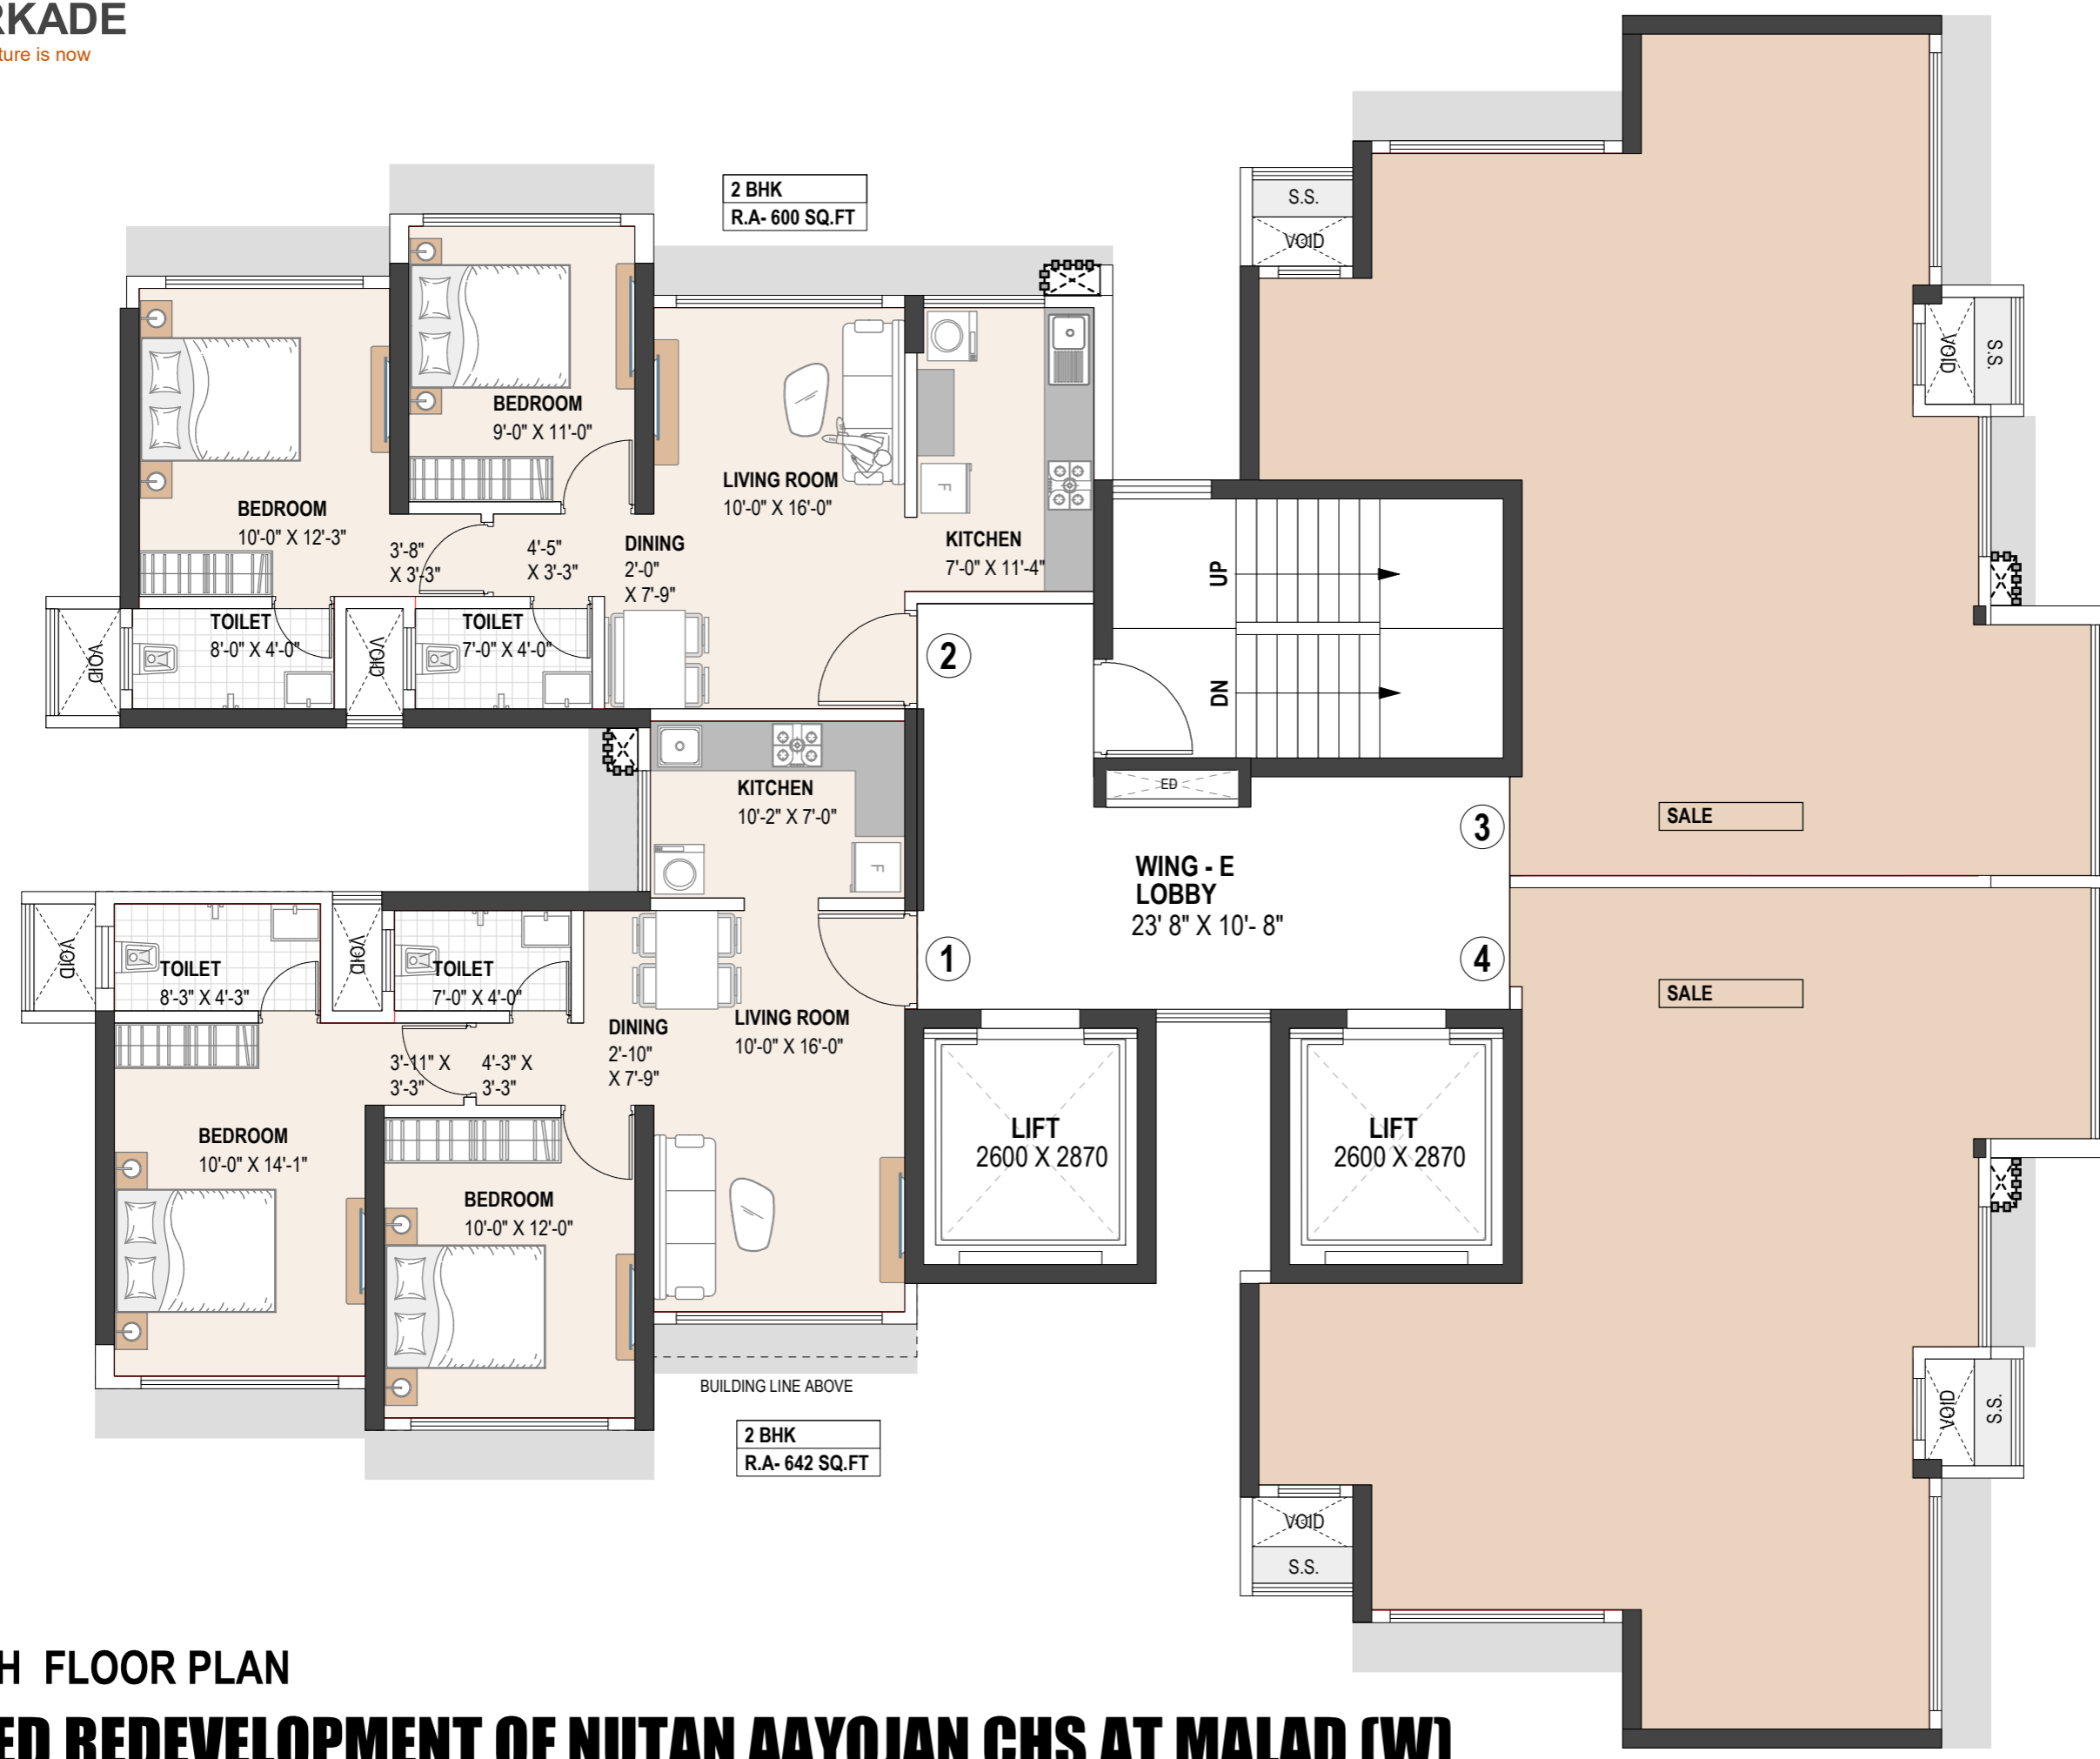 RKADE
ture is now
2 BHK
R.A- 600 SQ.FT
S.S.
VOID
VOID
S.S.
BEDROOM
9'-0" X 11'-0"
BEDROOM
10'-0" X 12'-3"
LIVING ROOM
10'-0" X 16'-0"
F
KITCHEN
7'-0" X 11'-4"
3'-8"
X 3'-3"
4'-5"
X 3'-3"
DINING
2'-0"
X 7'-9"
UP
DN
TOILET
8'-0" X 4'-0"
TOILET
7'-0" X 4'-0"
VOID
VOID
2
KITCHEN
10'-2" X 7'-0"
F
ED
3
SALE
WING - E
LOBBY
23' 8" X 10'- 8"
VOID
TOILET
8'-3" X 4'-3"
VOID
TOILET
7'-0" X 4'-0"
1
4
SALE
DINING
2'-10"
X 7'-9"
LIVING ROOM
10'-0" X 16'-0"
3'-11" X
3'-3"
4'-3" X
3'-3"
BEDROOM
10'-0" X 14'-1"
BEDROOM
10'-0" X 12'-0"
LIFT
2600 X 2870
LIFT
2600 X 2870
BUILDING LINE ABOVE
2 BHK
R.A- 642 SQ.FT
VOID
S.S.
VOID
S.S.
H FLOOR PLAN
ED REDEVELOPMENT OF NUTAN AAYOJAN CHS AT MALAD (W)